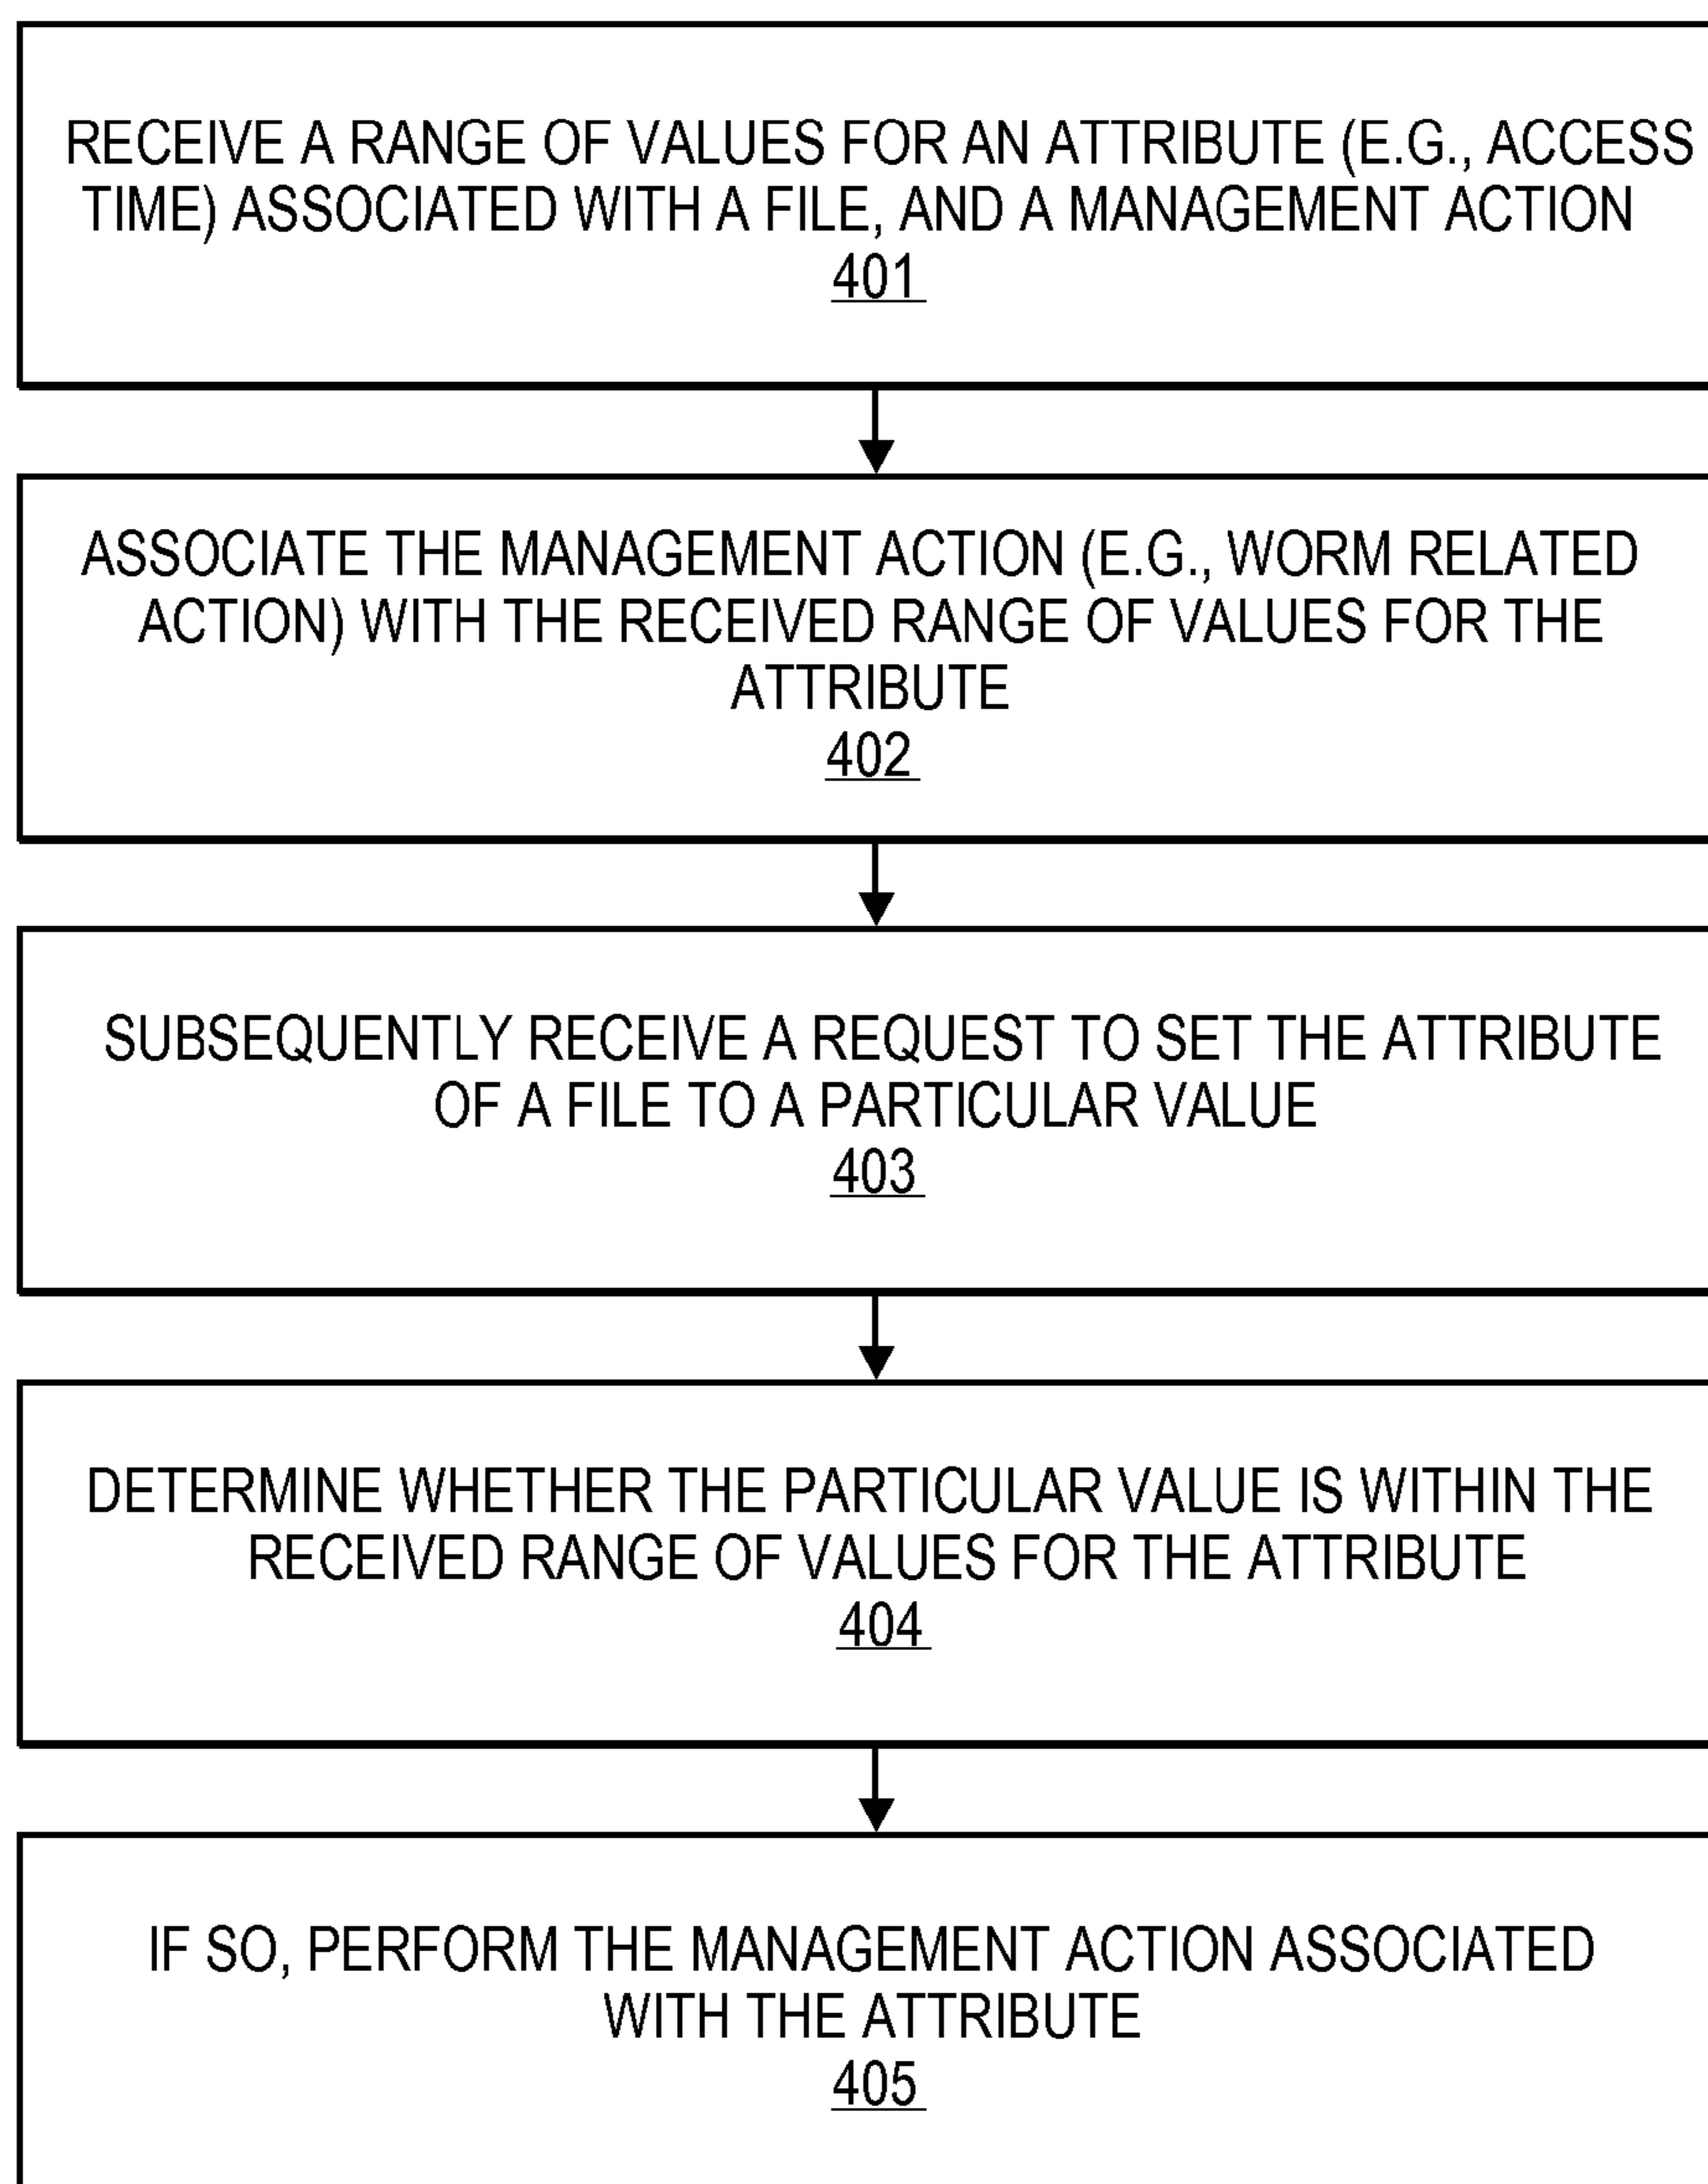 RECEIVE A RANGE OF VALUES FOR AN ATTRIBUTE (E.G., ACCESS
TIME) ASSOCIATED WITH A FILE, AND A MANAGEMENT ACTION
401
ASSOCIATE THE MANAGEMENT ACTION (E.G., WORM RELATED
ACTION) WITH THE RECEIVED RANGE OF VALUES FOR THE
ATTRIBUTE
402
SUBSEQUENTLY RECEIVE A REQUEST TO SET THE ATTRIBUTE
OF A FILE TO A PARTICULAR VALUE
403
DETERMINE WHETHER THE PARTICULAR VALUE IS WITHIN THE
RECEIVED RANGE OF VALUES FOR THE ATTRIBUTE
404
IF SO, PERFORM THE MANAGEMENT ACTION ASSOCIATED
WITH THE ATTRIBUTE
405